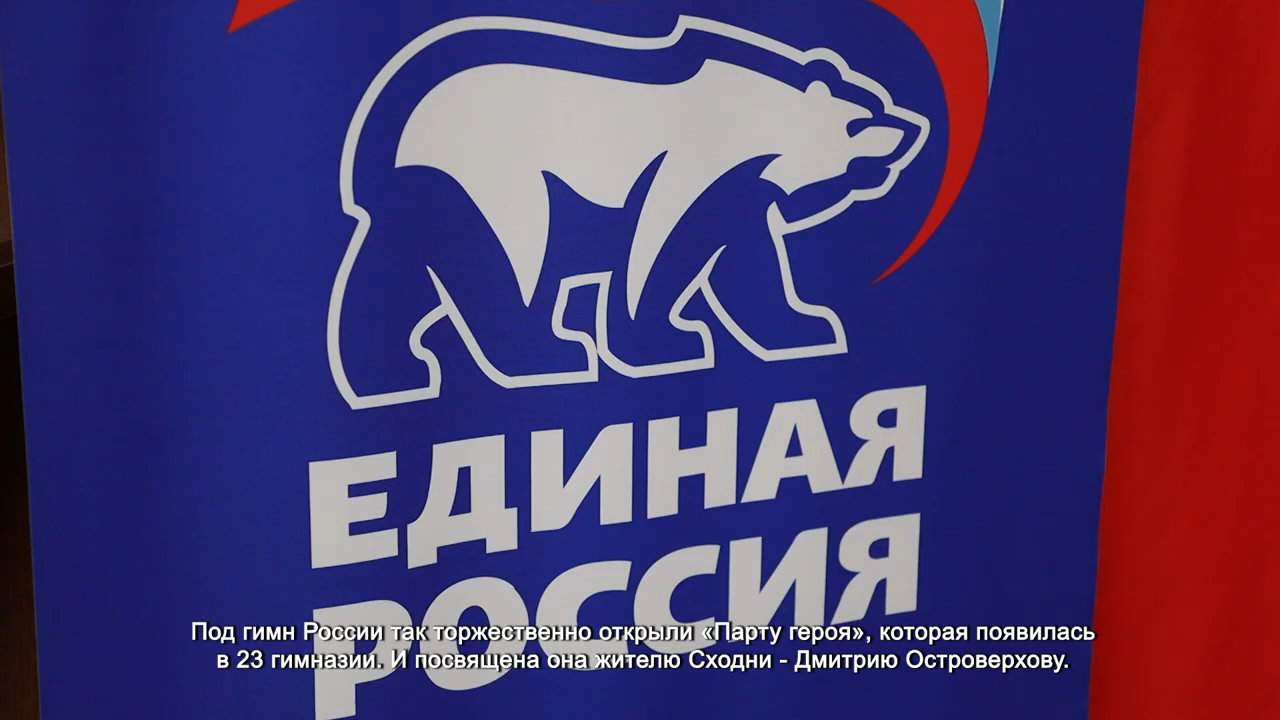 ЕДИНАЯ
РОССИЯ
Под гимн России так торжественно открыли «Парту героя», которая появилась
в 23 гимназии. И посвящена она жителю Сходни - Дмитрию Островерхову.